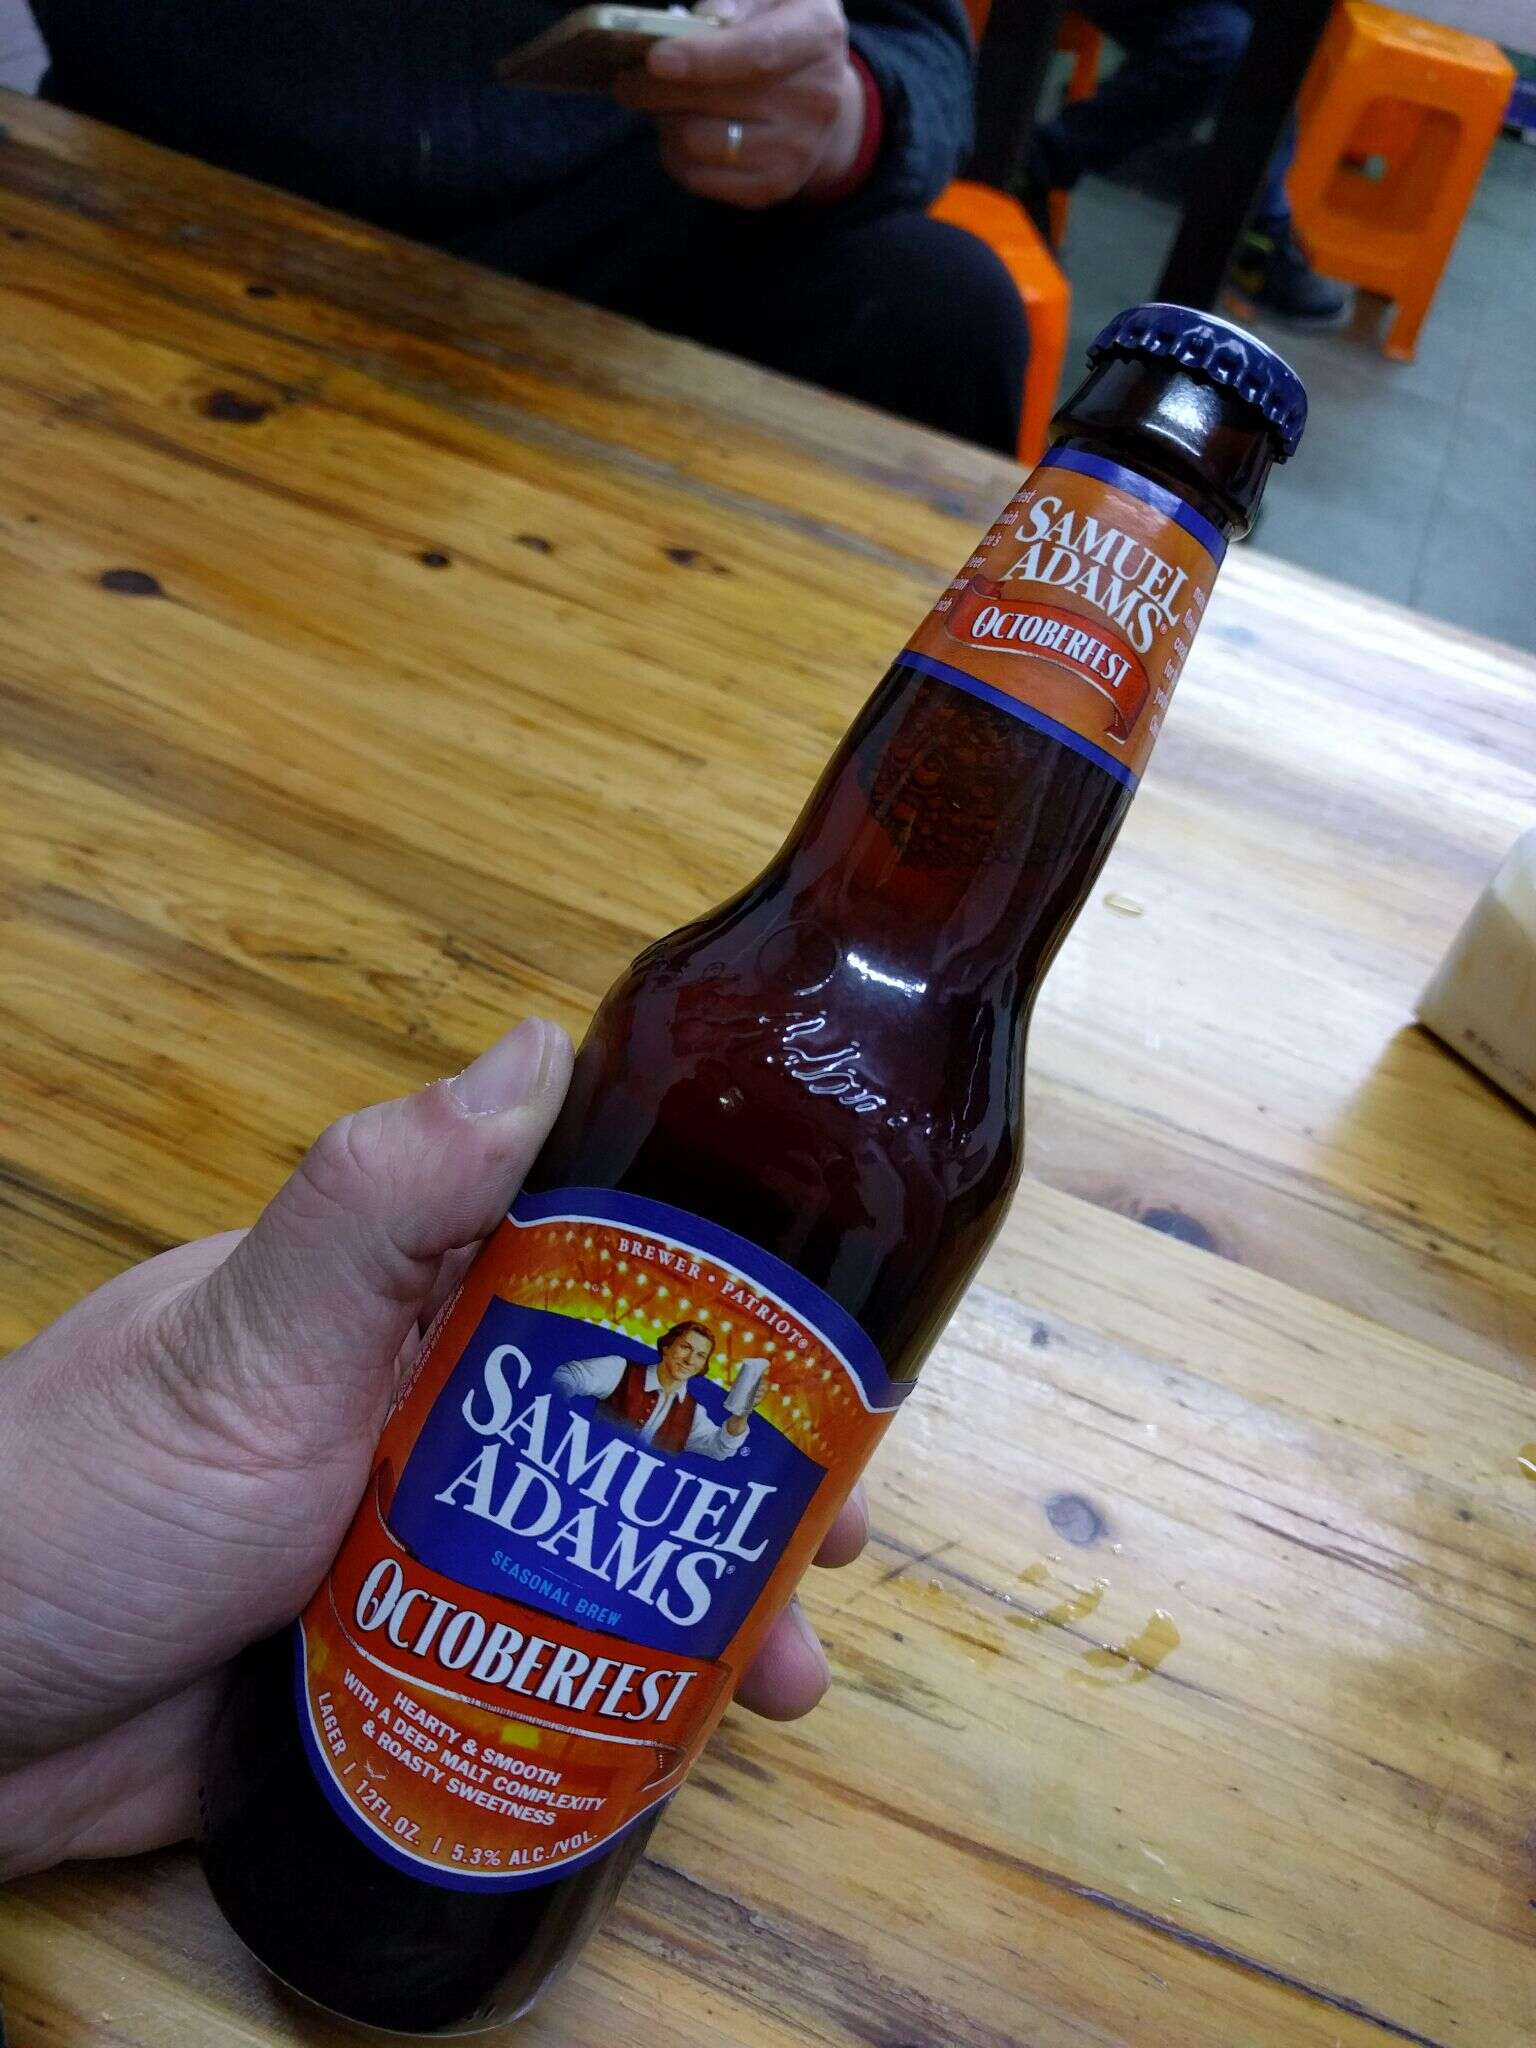 SAMUEL
ADAMS®
OCTOBERFEST
BREWER • PATRIOT®
SAMUEL
ADAMS®
SEASONAL BREW
OCTOBERFEST
HEARTY & SMOOTH
WITH A DEEP MALT COMPLEXITY
& ROASTY SWEETNESS
LAGER | 12FL.OZ. | 5.3% ALC./VOL.